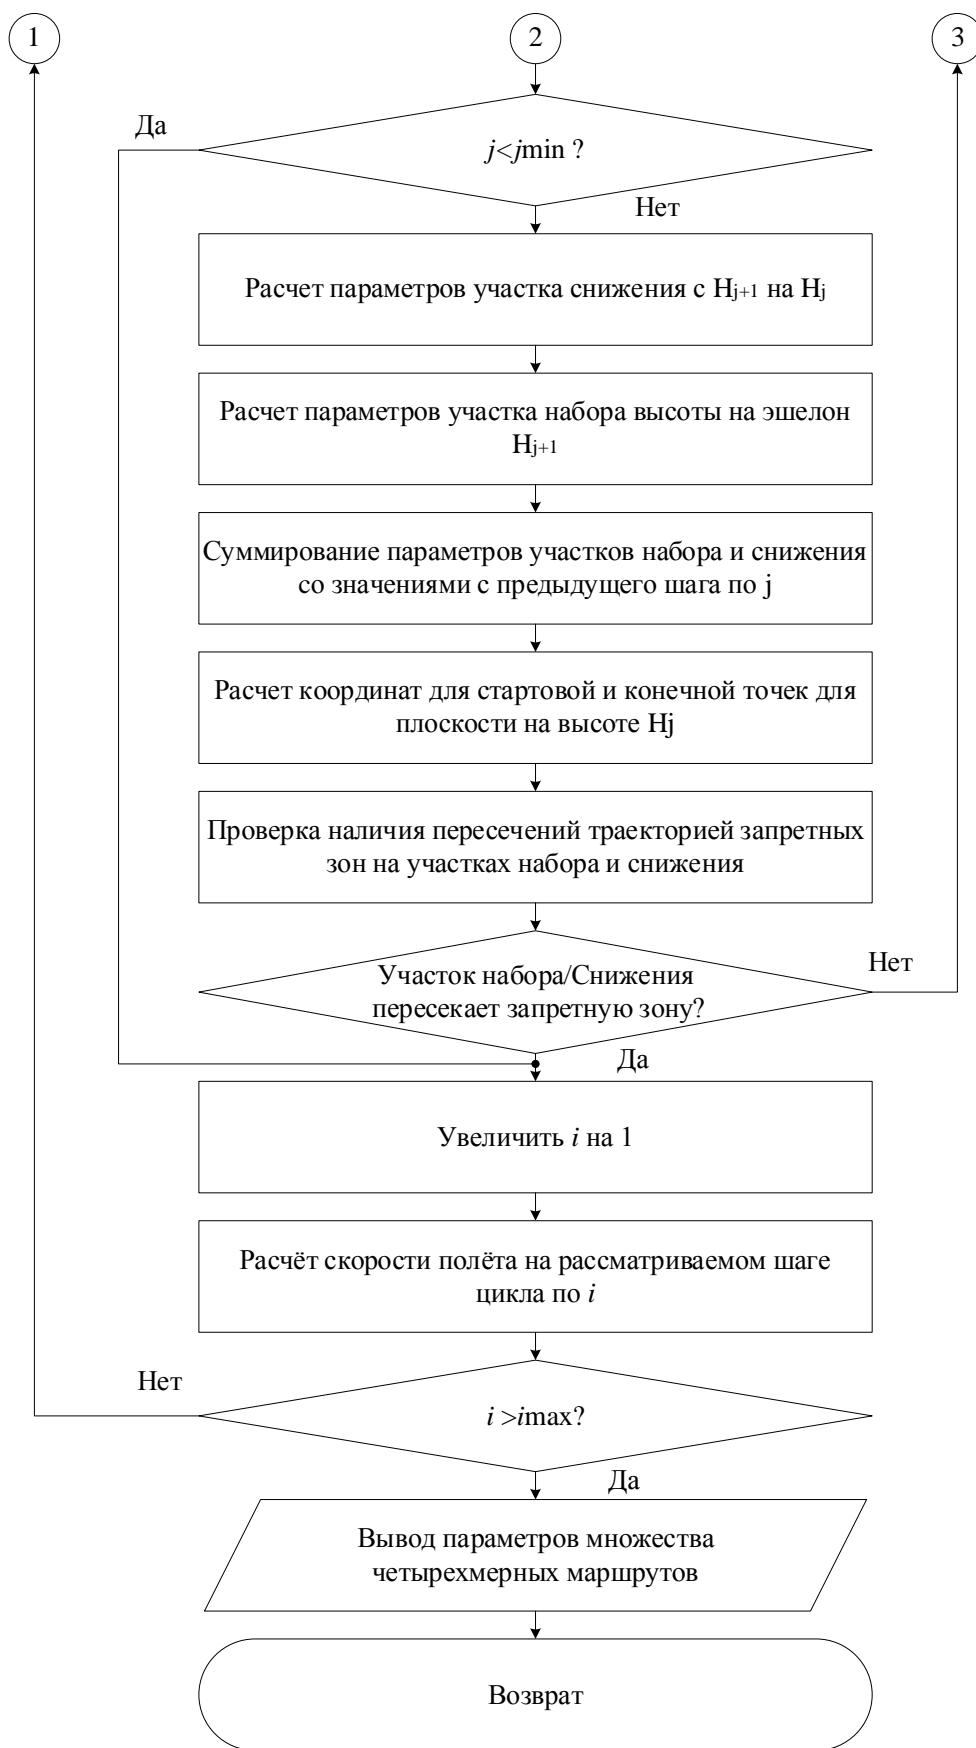 1
2
3
Да
j<jmin ?
Нет
Расчет параметров участка снижения с Hj+1 на Hj
Расчет параметров участка набора высоты на эшелон
Hj+1
Суммирование параметров участков набора и снижения
со значениями с предыдущего шага по j
Расчет координат для стартовой и конечной точек для
плоскости на высоте Hj
Проверка наличия пересечений траекторией запретных
зон на участках набора и снижения
Участок набора/Снижения
пересекает запретную зону?
Нет
Да
Увеличить i на 1
Расчёт скорости полёта на рассматриваемом шаге
цикла по i
Нет
i >imax?
Да
Вывод параметров множества
четырехмерных маршрутов
Возврат